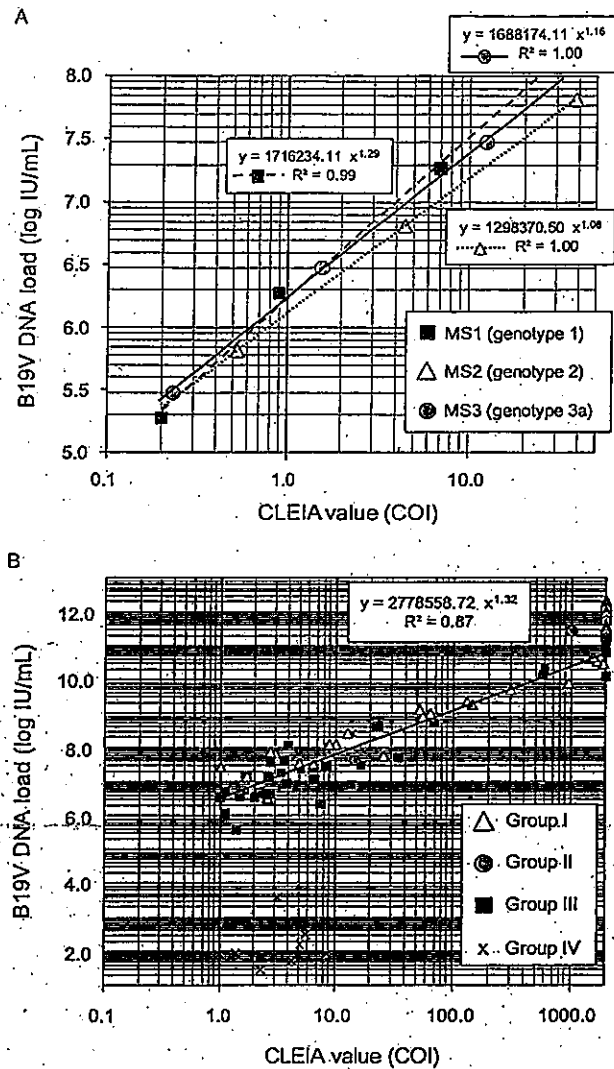 A
y = 1688174.11 x1.16
R² = 1.00
y = 1716234.11 x1.29
R² = 0.99
y = 1298370.50 x1.06
R² = 1.00
MS1 (genotype 1)
MS2 (genotype 2)
MS3 (genotype 3a)
B19V DNA load (log IU/mL)
8.0
7.5
7.0
6.5
6.0
5.5
5.0
0.1
1.0
10.0
CLEIA value (COI)
B
y = 2778558.72 x1.32
R² = 0.87
Group I
Group II
Group III
Group IV
B19V DNA load (log IU/mL)
12.0
10.0
8.0
6.0
4.0
2.0
0.1
1.0
10.0
100.0
1000.0
CLEIA value (COI)